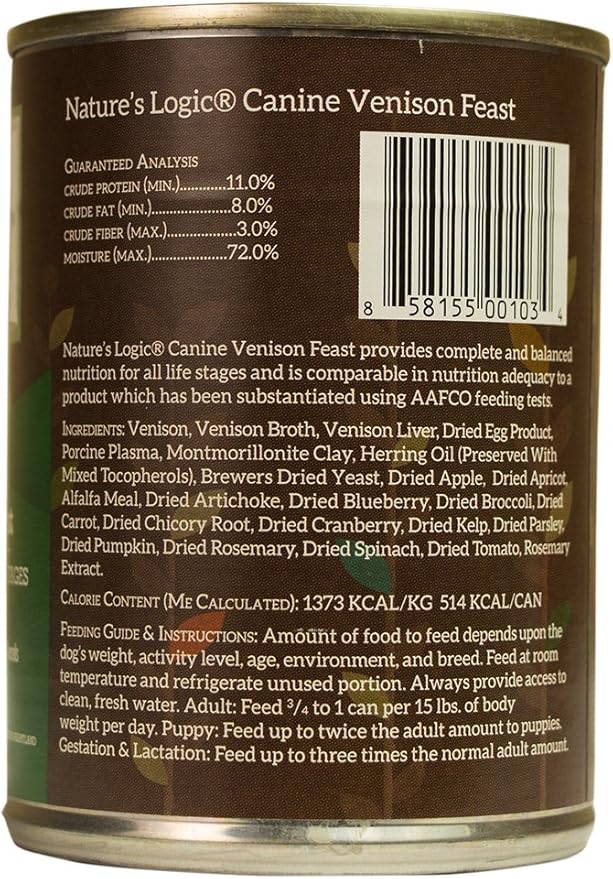 Nature's Logic® Canine Venison Feast
Guaranteed Analysis
crude protein (min.)............11.0%
crude fat (min.)....................8.0%
crude fiber (max.)................3.0%
moisture (max.)...................72.0%
8 58155 00103 4
Nature's Logic® Canine Venison Feast provides complete and balanced
nutrition for all life stages and is comparable in nutrition adequacy to a
product which has been substantiated using AAFCO feeding tests.
Ingredients: Venison, Venison Broth, Venison Liver, Dried Egg Product,
Porcine Plasma, Montmorillonite Clay, Herring Oil (Preserved With
Mixed Tocopherols), Brewers Dried Yeast, Dried Apple, Dried Apricot,
Alfalfa Meal, Dried Artichoke, Dried Blueberry, Dried Broccoli, Dried
Carrot, Dried Chicory Root, Dried Cranberry, Dried Kelp, Dried Parsley,
Dried Pumpkin, Dried Rosemary, Dried Spinach, Dried Tomato, Rosemary
Extract.
Calorie Content (Me Calculated): 1373 KCAL/KG 514 KCAL/CAN
Feeding Guide & Instructions: Amount of food to feed depends upon the
dog's weight, activity level, age, environment, and breed. Feed at room
temperature and refrigerate unused portion. Always provide access to
clean, fresh water. Adult: Feed 3/4 to 1 can per 15 lbs. of body
weight per day. Puppy: Feed up to twice the adult amount to puppies.
Gestation & Lactation: Feed up to three times the normal adult amount.